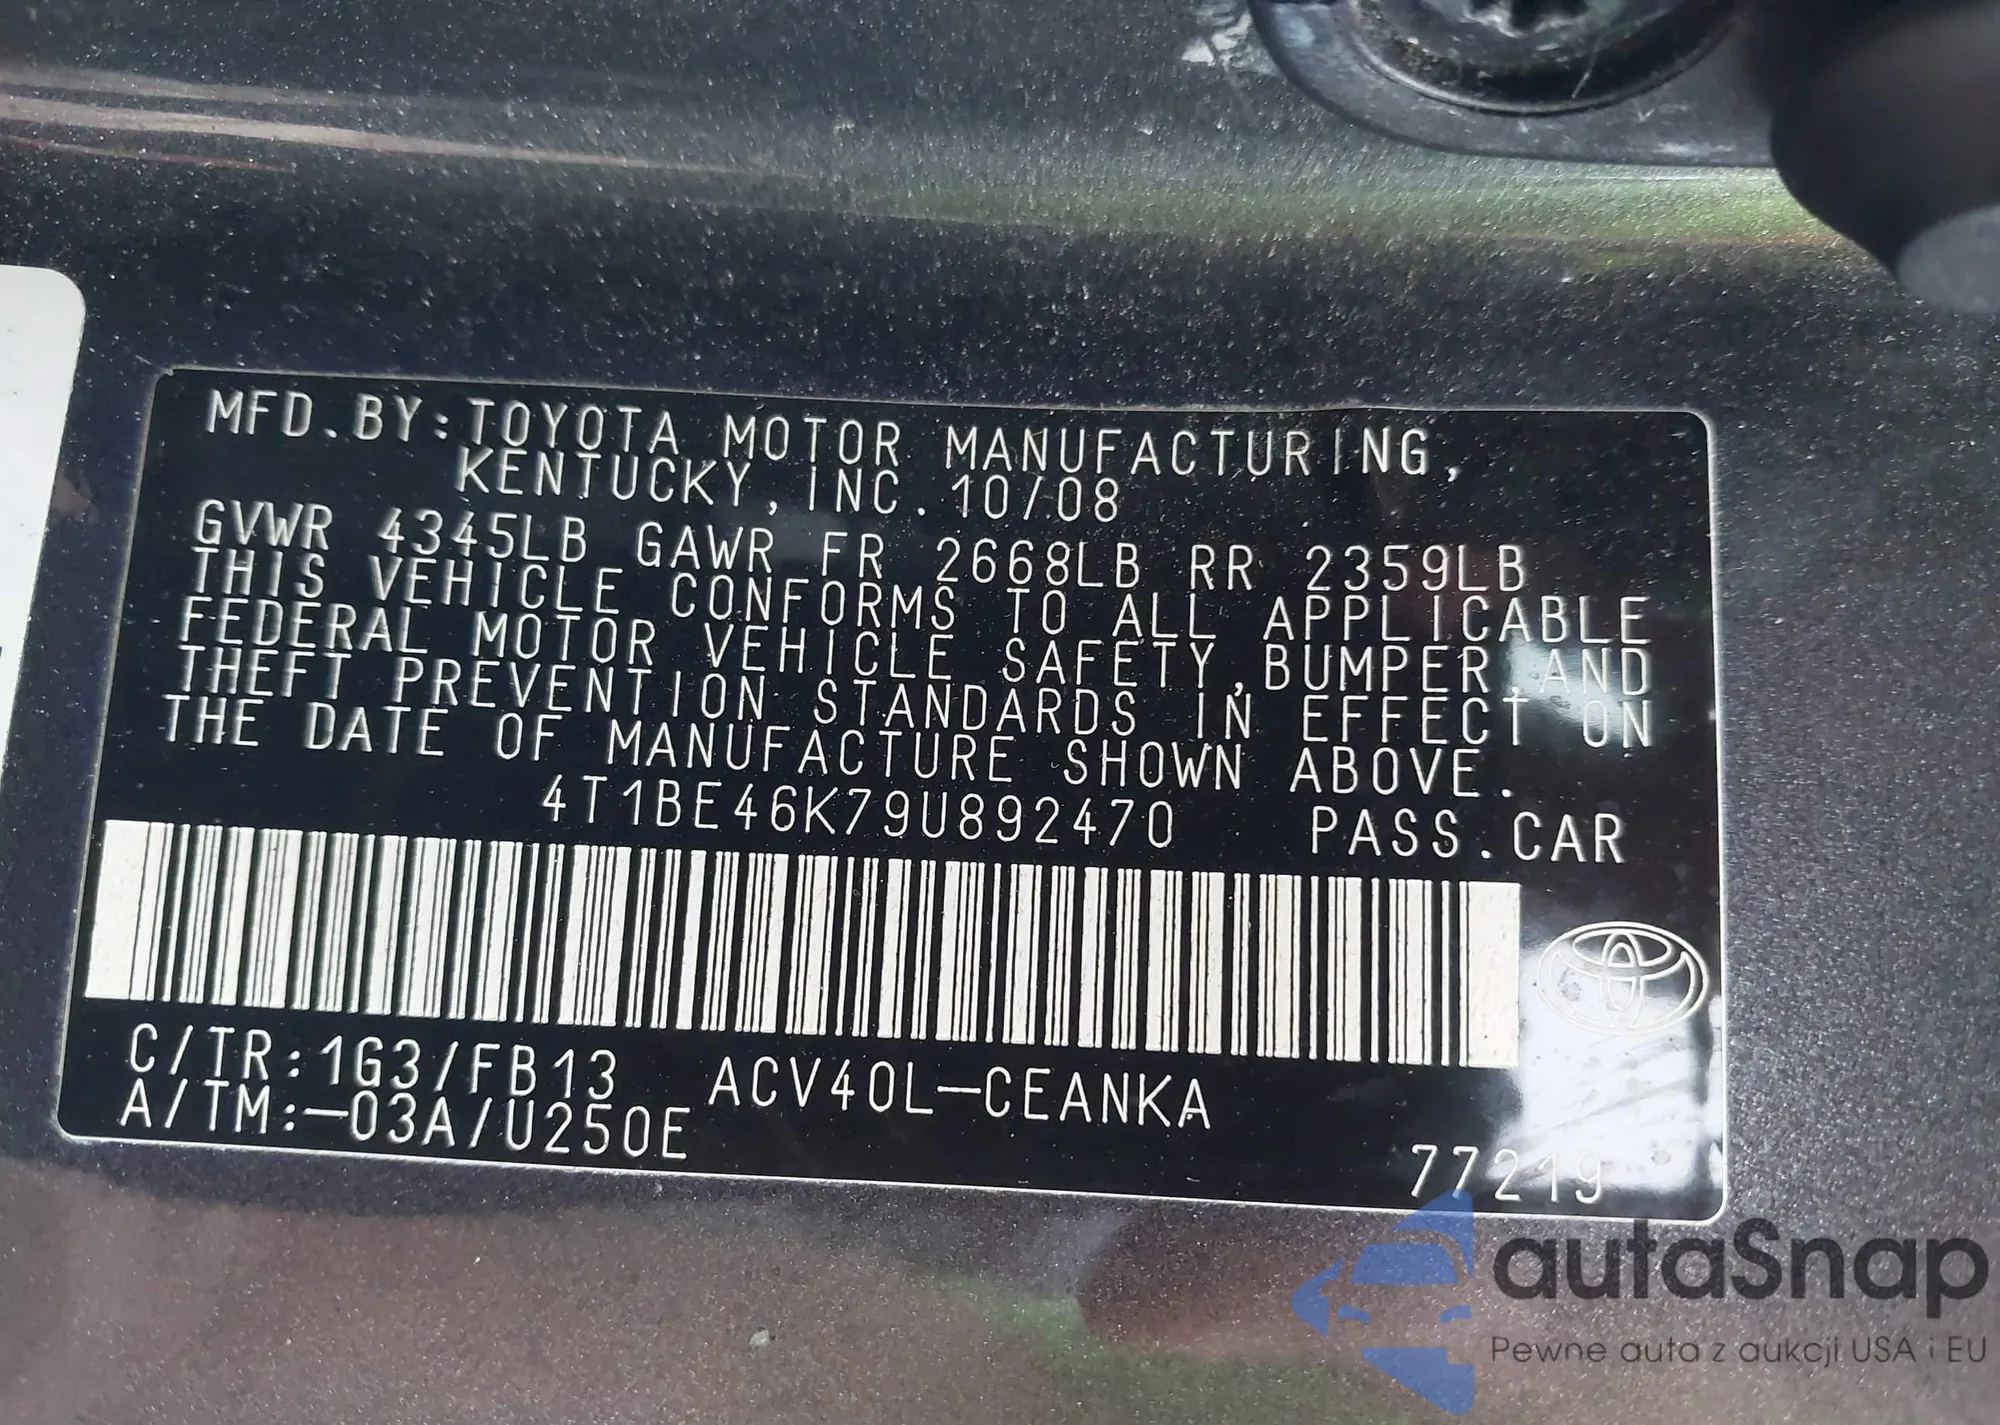 MFD.BY:TOYOTA MOTOR MANUFACTURING,
KENTUCKY, INC. 10/08
GVWR 4345LB GAWR FR 2668LB RR 2359LB
THIS VEHICLE CONFORMS TO ALL APPLICABLE
FEDERAL MOTOR VEHICLE SAFETY,BUMPER,AND
THEFT PREVENTION STANDARDS IN EFFECT ON
THE DATE OF MANUFACTURE SHOWN ABOVE.
4T1BE46K79U892470 PASS.CAR
C/TR:1G3/FB13 ACV40L-CEANKA
A/TM:-03A/U250E
77219
autaSnap
Pewne auta z aukcji USA i EU